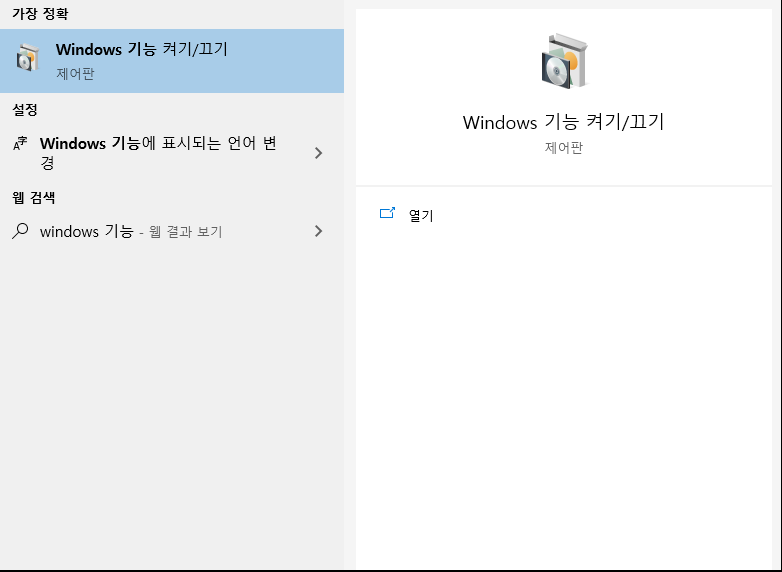 가장 정확
Windows 기능 켜기/끄기
제어판
설정
Windows 기능에 표시되는 언어 변
경
웹 검색
windows 기능 - 웹 결과 보기
Windows 기능 켜기/끄기
제어판
열기